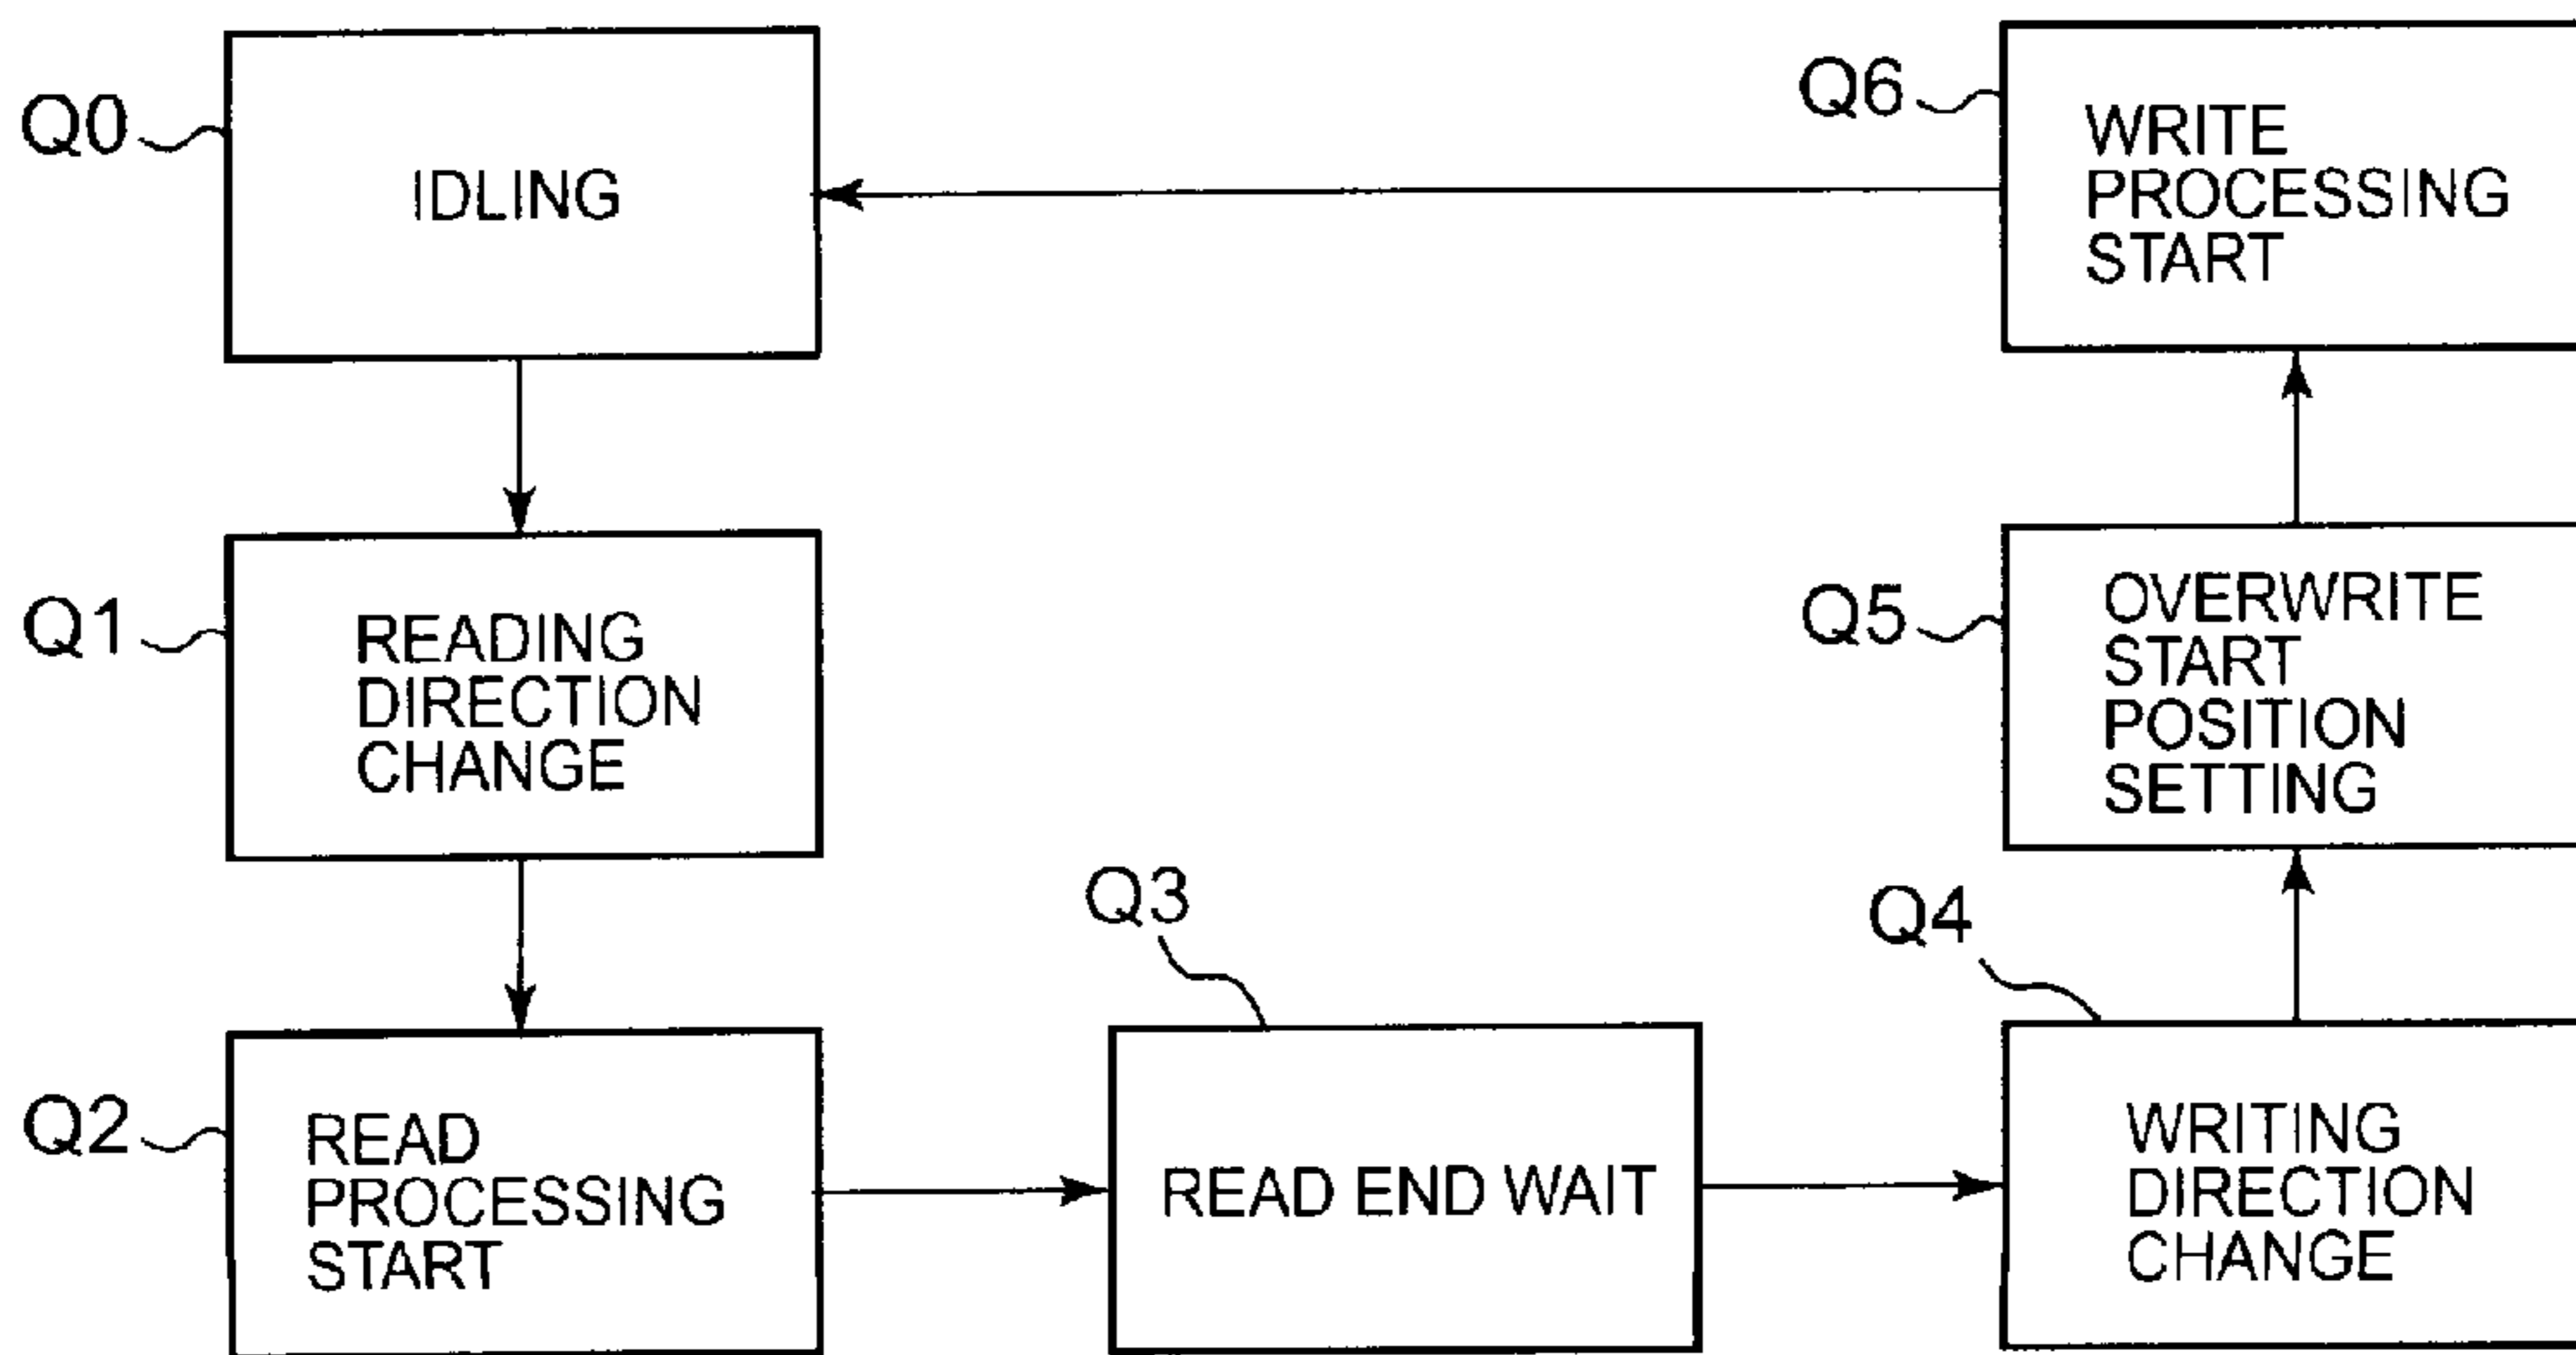 Q0
IDLING
Q1
READING
DIRECTION
CHANGE
Q2
READ
PROCESSING
START
Q3
READ END WAIT
Q4
WRITING
DIRECTION
CHANGE
Q5
OVERWRITE
START
POSITION
SETTING
Q6
WRITE
PROCESSING
START